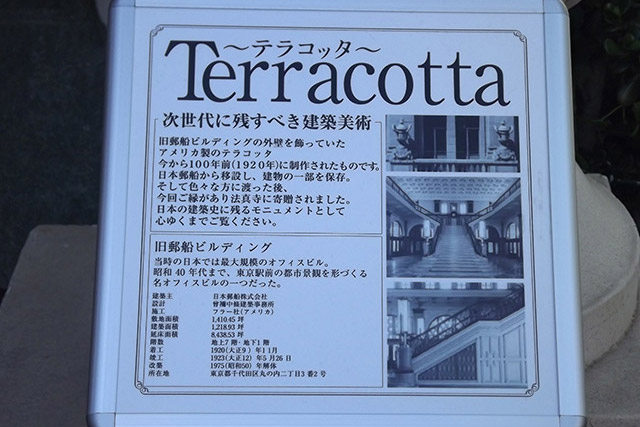 ～テラコッタ～
Terracotta
次世代に残すべき建築美術
旧郵船ビルディングの外壁を飾っていた
アメリカ製のテラコッタ
今から100年前(1920年)に制作されたものです。
日本郵船から移設し、建物の一部を保存。
そして色々な方に渡った後、
今回ご縁があり法真寺に寄贈されました。
日本の建築史に残るモニュメントとして
心ゆくまでご覧ください。
旧郵船ビルディング
当時の日本では最大規模のオフィスビル。
昭和40年代まで、東京駅前の都市景観を形づくる
名オフィスビルの一つだった。
建築主 日本郵船株式会社
設計 曾禰中條建築事務所
施工 フラー社(アメリカ)
敷地面積 1,410.45 坪
建築面積 1,218.93 坪
延床面積 8,438.53 坪
階数 地上7階・地下1階
着工 1920(大正9)年11月
竣工 1923(大正12)年5月26日
改築 1975(昭和50)年解体
所在地 東京都千代田区丸の内二丁目3番2号